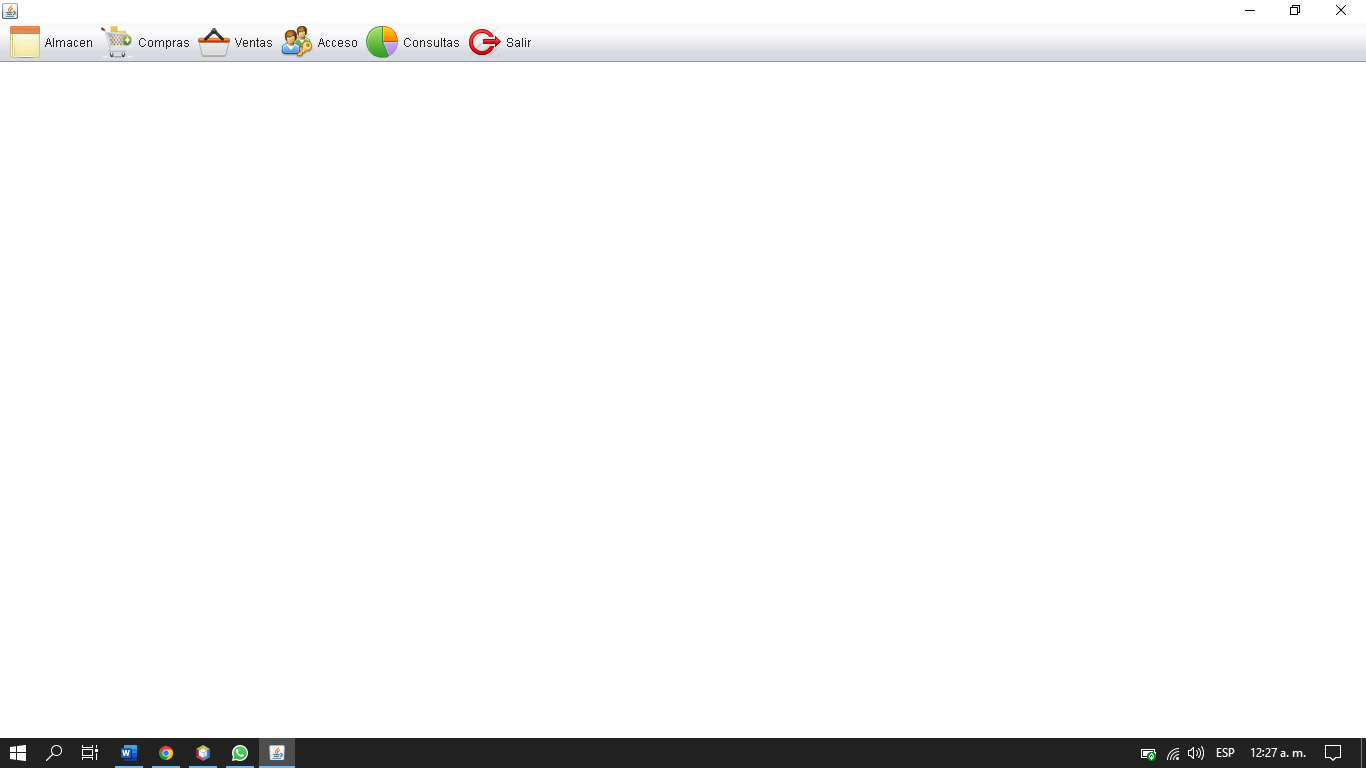 Almacen Compras Ventas Acceso Consultas Salir
W ESP 12:27 a. m.